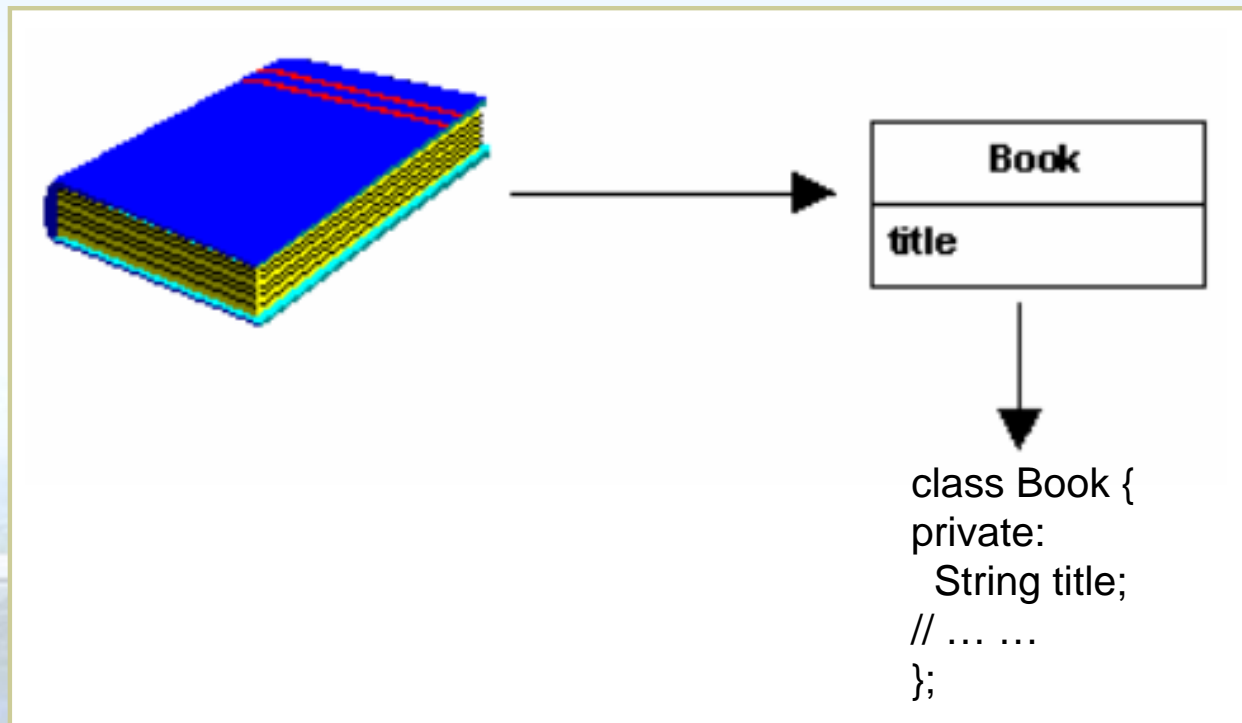 Book
title
class Book {
private:
  String title;
// … …
};